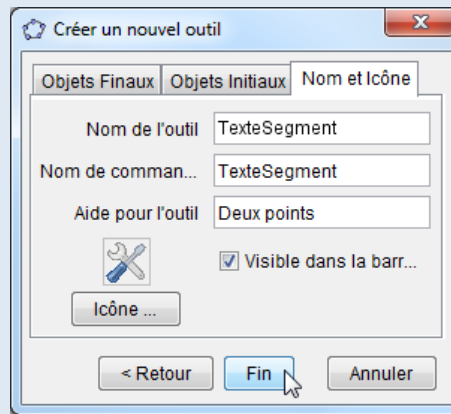 Créer un nouvel outil
Objets Finaux Objets Initiaux Nom et Icône
Nom de l'outil TexteSegment
Nom de comman... TexteSegment
Aide pour l'outil Deux points
Visible dans la barr...
Icône ...
< Retour Fin Annuler